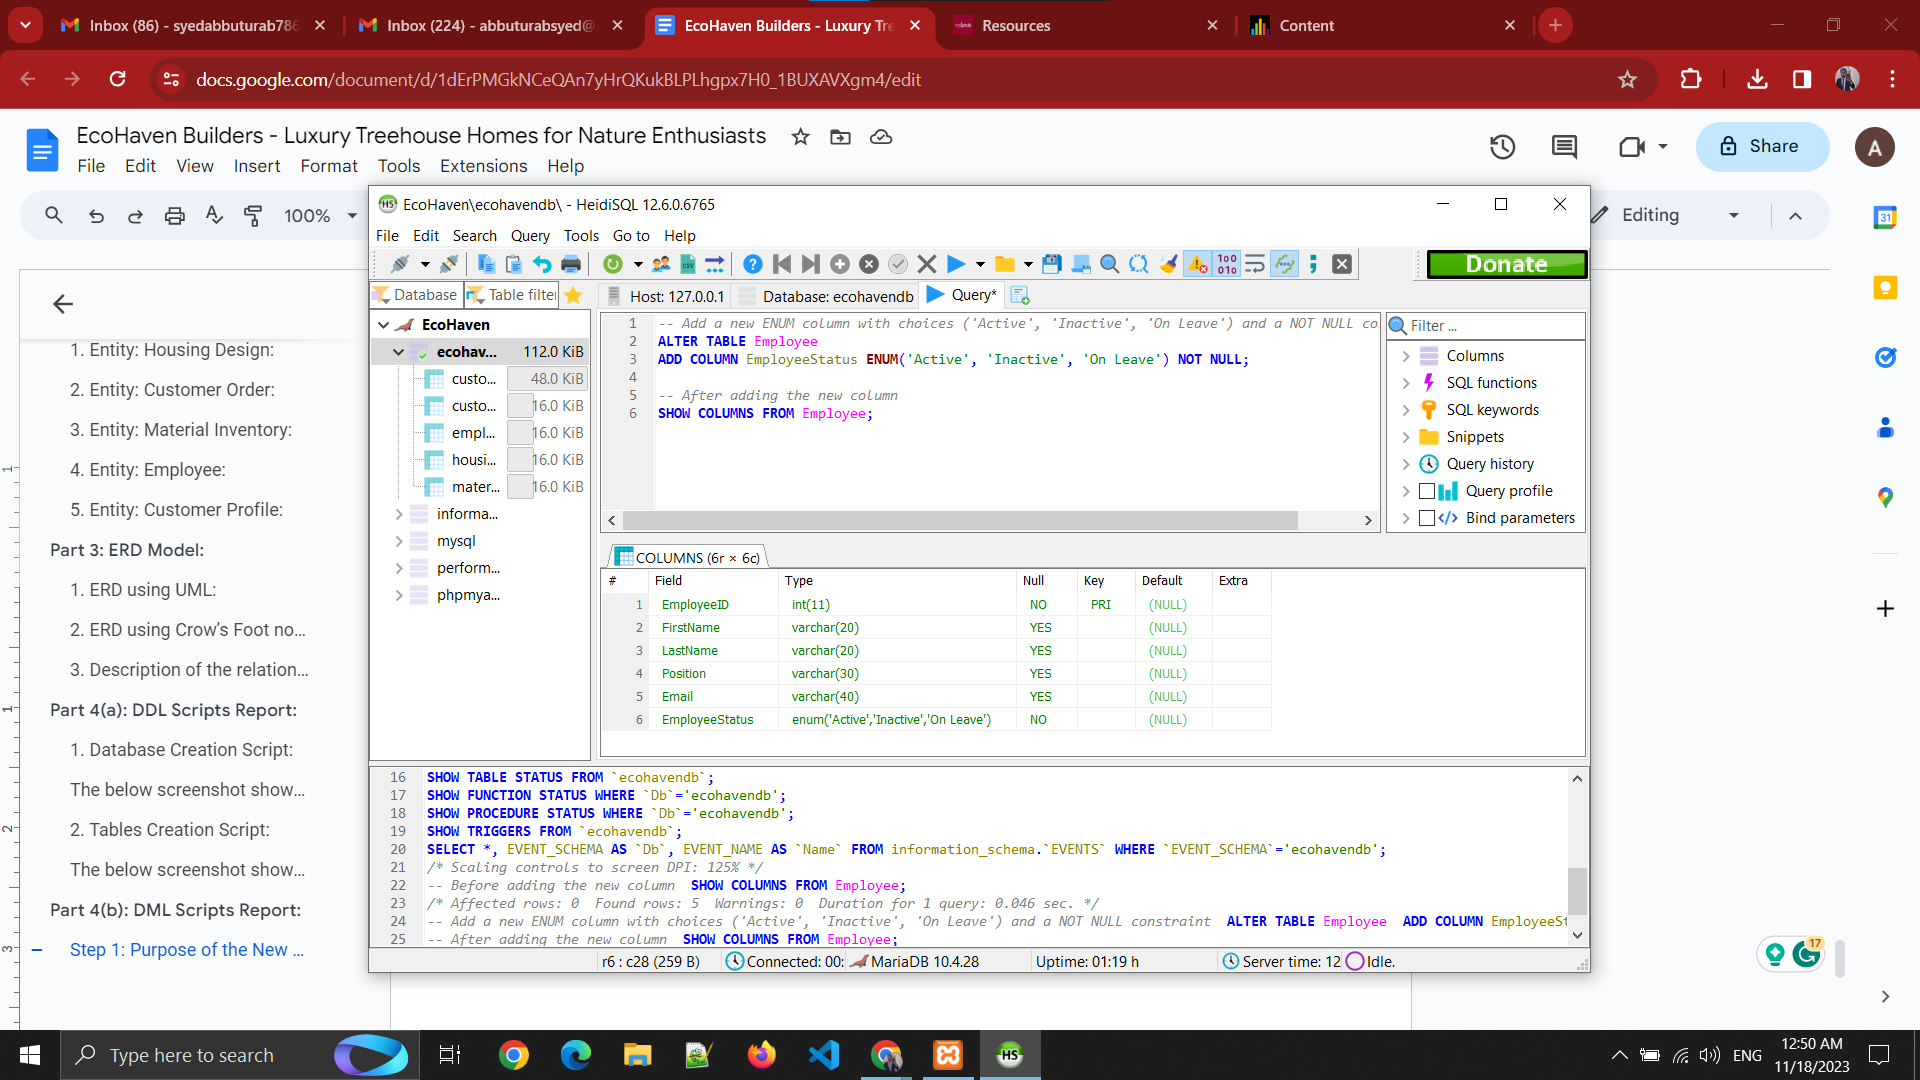 Inbox (86) - syedabbuturab786
Inbox (224) - abbuturabsyed@
EcoHaven Builders - Luxury Tre
Resources
Content
docs.google.com/document/d/1dErPMGkNCeQAn7yHrQKukBLPLhgpx7H0_1BUXAVXgm4/edit
EcoHaven Builders - Luxury Treehouse Homes for Nature Enthusiasts
File Edit View Insert Format Tools Extensions Help
Share
A
100%
Editing
31
1. Entity: Housing Design:
2. Entity: Customer Order:
3. Entity: Material Inventory:
4. Entity: Employee:
5. Entity: Customer Profile:
Part 3: ERD Model:
1. ERD using UML:
2. ERD using Crow's Foot no...
3. Description of the relation...
Part 4(a): DDL Scripts Report:
1. Database Creation Script:
The below screenshot show...
2. Tables Creation Script:
The below screenshot show...
Part 4(b): DML Scripts Report:
Step 1: Purpose of the New ...
1
1
2
3
HS EcoHaven\ecohavendb\ - HeidiSQL 12.6.0.6765
File Edit Search Query Tools Go to Help
Donate
Database Table filter
Host: 127.0.0.1 Database: ecohavendb Query*
EcoHaven
ecohav... 112.0 KiB
custo... 48.0 KiB
custo... 16.0 KiB
empl... 16.0 KiB
housi... 16.0 KiB
mater... 16.0 KiB
informa...
mysql
perform...
phpmya...
1 -- Add a new ENUM column with choices ('Active', 'Inactive', 'On Leave') and a NOT NULL co
2 ALTER TABLE Employee
3 ADD COLUMN EmployeeStatus ENUM('Active', 'Inactive', 'On Leave') NOT NULL;
4
5 -- After adding the new column
6 SHOW COLUMNS FROM Employee;
Filter ...
Columns
SQL functions
SQL keywords
Snippets
Query history
Query profile
Bind parameters
COLUMNS (6r × 6c)
# Field Type Null Key Default Extra
1 EmployeeID int(11) NO PRI (NULL)
2 FirstName varchar(20) YES (NULL)
3 LastName varchar(20) YES (NULL)
4 Position varchar(30) YES (NULL)
5 Email varchar(40) YES (NULL)
6 EmployeeStatus enum('Active','Inactive','On Leave') NO (NULL)
16 SHOW TABLE STATUS FROM `ecohavendb`;
17 SHOW FUNCTION STATUS WHERE `Db`='ecohavendb';
18 SHOW PROCEDURE STATUS WHERE `Db`='ecohavendb';
19 SHOW TRIGGERS FROM `ecohavendb`;
20 SELECT *, EVENT_SCHEMA AS `Db`, EVENT_NAME AS `Name` FROM information_schema.`EVENTS` WHERE `EVENT_SCHEMA`='ecohavendb';
21 /* Scaling controls to screen DPI: 125% */
22 -- Before adding the new column SHOW COLUMNS FROM Employee;
23 /* Affected rows: 0 Found rows: 5 Warnings: 0 Duration for 1 query: 0.046 sec. */
24 -- Add a new ENUM column with choices ('Active', 'Inactive', 'On Leave') and a NOT NULL constraint ALTER TABLE Employee ADD COLUMN EmployeeSt
25 -- After adding the new column SHOW COLUMNS FROM Employee;
r6 : c28 (259 B) Connected: 00: MariaDB 10.4.28 Uptime: 01:19 h Server time: 12 Idle.
17
Type here to search
HS
ENG
12:50 AM
11/18/2023